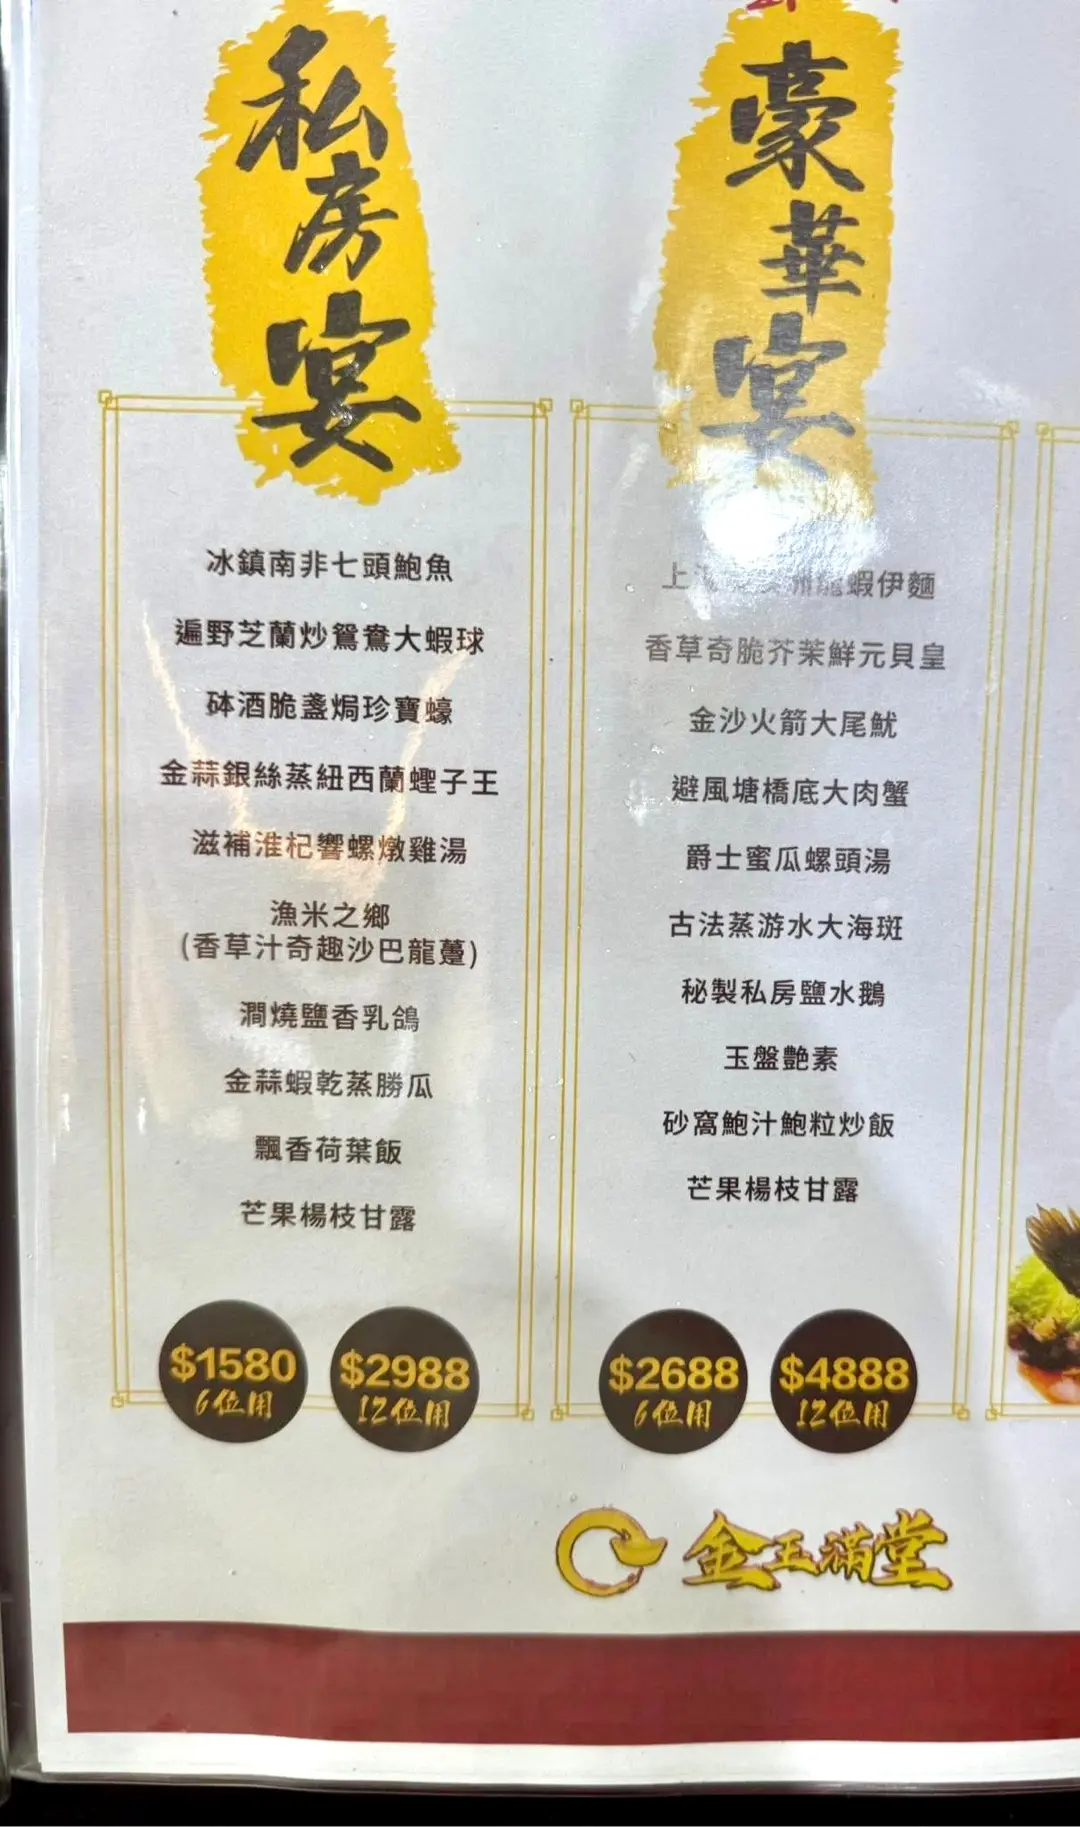 私房宴
冰鎮南非七頭鮑魚
遍野芝蘭炒鴛鴦大蝦球
砵酒脆盞焗珍寶蠔
金蒜銀絲蒸紐西蘭蟶子王
滋補淮杞響螺燉雞湯
漁米之鄉
(香草汁奇趣沙巴龍躉)
澗燒鹽香乳鴿
金蒜蝦乾蒸勝瓜
飄香荷葉飯
芒果楊枝甘露
$1580
6位用
$2988
12位用
豪華宴
上龍蝦伊麵
香草奇脆芥茉鮮元貝皇
金沙火箭大尾魷
避風塘橋底大肉蟹
爵士蜜瓜螺頭湯
古法蒸游水大海斑
秘製私房鹽水鵝
玉盤艷素
砂窩鮑汁鮑粒炒飯
芒果楊枝甘露
$2688
6位用
$4888
12位用
金玉滿堂